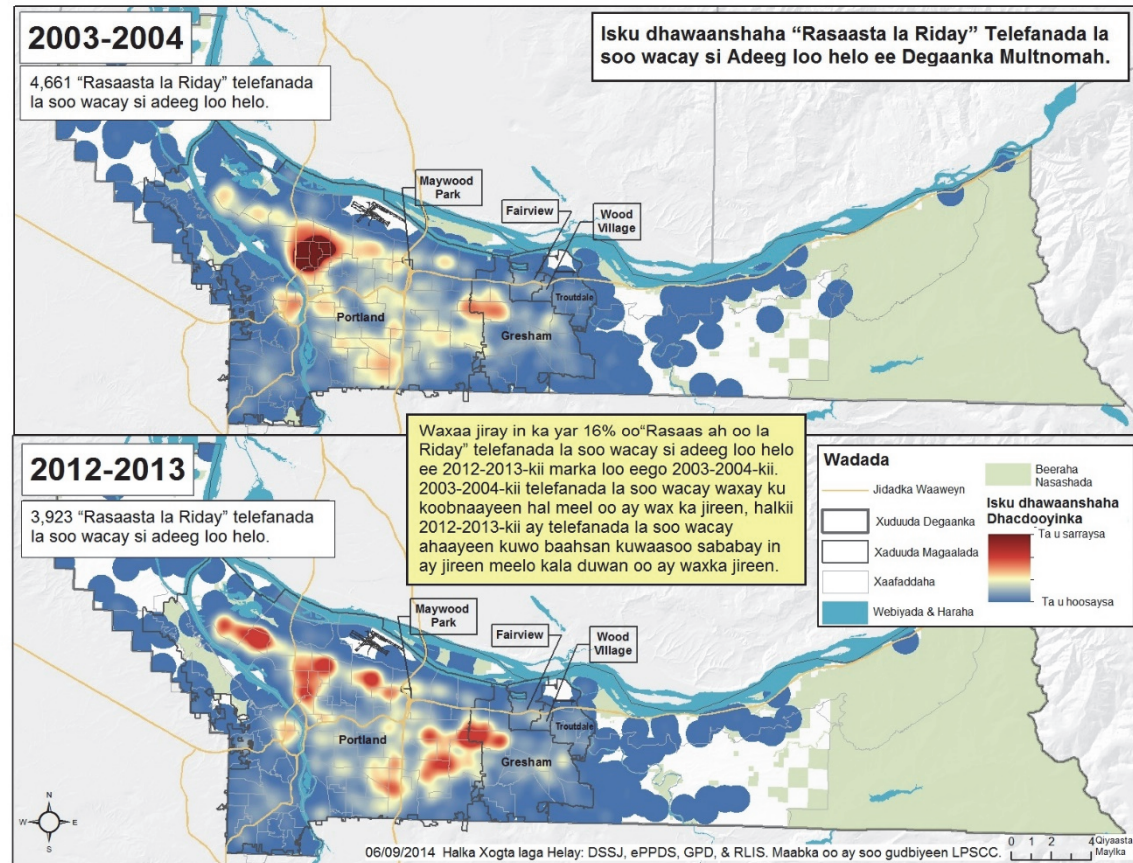 2003-2004
4,661 “Rasaasta la Riday” telefanada
la soo wacay si adeeg loo helo.
Isku dhawaanshaha “Rasaasta la Riday” Telefanada la
soo wacay si Adeeg loo helo ee Degaanka Multnomah.
Maywood
Park
Fairview
Wood
Village
Troutdale
Portland
Gresham
Waxaa jiray in ka yar 16% oo“Rasaas ah oo la
Riday” telefanada la soo wacay si adeeg loo helo
ee 2012-2013-kii marka loo eego 2003-2004-kii.
2003-2004-kii telefanada la soo wacay waxay ku
koobnaayeen hal meel oo ay wax ka jireen, halkii
2012-2013-kii ay telefanada la soo wacay
ahaayeen kuwo baahsan kuwaasoo sababay in
ay jireen meelo kala duwan oo ay waxka jireen.
2012-2013
3,923 “Rasaasta la Riday” telefanada
la soo wacay si adeeg loo helo.
Wadada
Jidadka Waaweyn
Xuduuda Degaanka
Xaduuda Magaalada
Xaafaddaha
Webiyada & Haraha
Beeraha
Nasashada
Isku dhawaanshaha
Dhacdooyinka
Ta u sarraysa
Ta u hoosaysa
Maywood
Park
Fairview
Wood
Village
Troutdale
Portland
Gresham
N
W E
S
06/09/2014 Halka Xogta laga Helay: DSSJ, ePPDS, GPD, & RLIS. Maabka oo ay soo gudbiyeen LPSCC.
0 1 2 4
Qiyaasta
Maylka